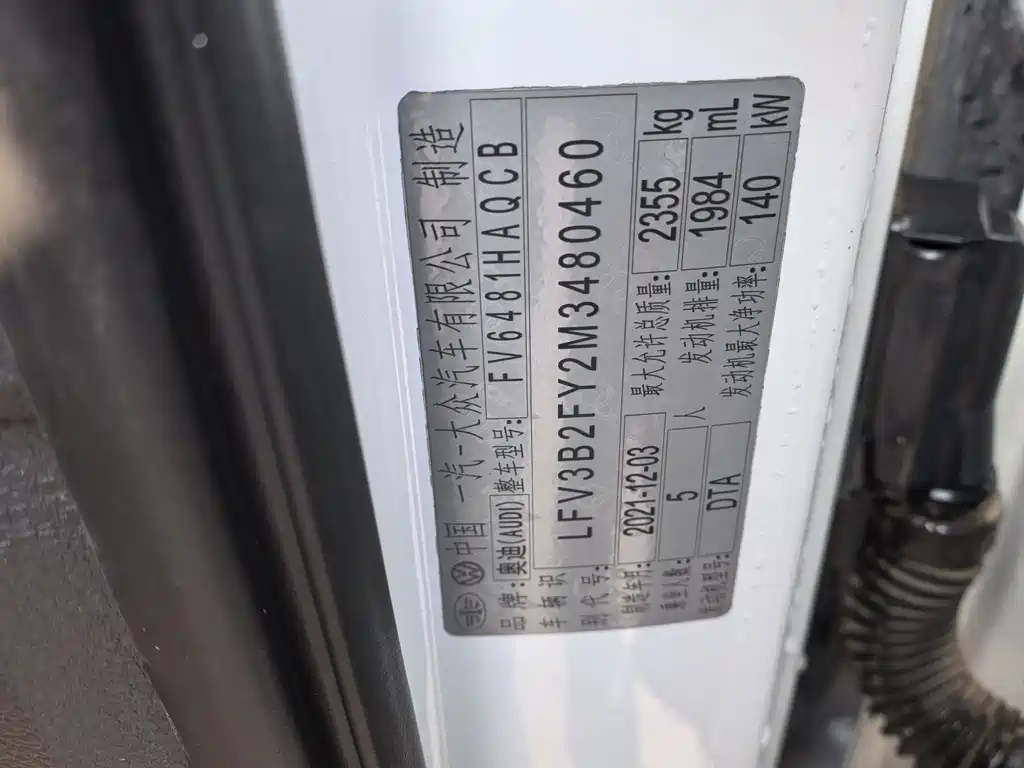 中国 一汽-大众汽车有限公司 制造
品牌: 奥迪(AUDI) 整车型号: FV6481HAQCB
车辆识别代号: LFV3B2FY2M3480460
制造年月: 2021-12-03 最大允许总质量: 2355 kg
乘坐人数: 5 人 发动机排量: 1984 mL
发动机型号: DTA 发动机最大净功率: 140 kW